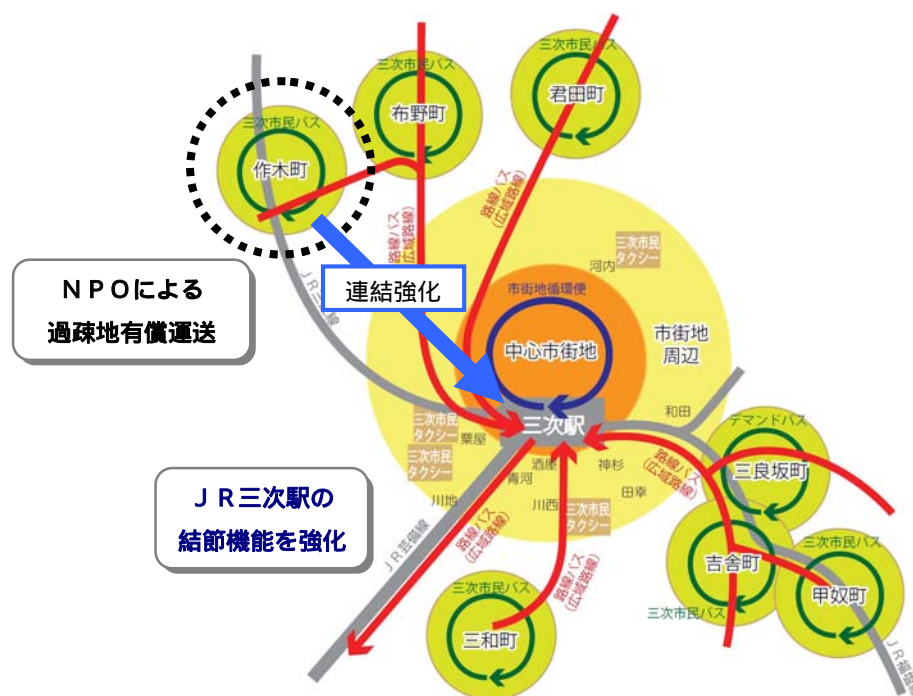 三次市民バス
布野町
三次市民バス
君田町
三次市民バス
作木町
路線バス
(広域路線)
路線バス
(広域路線)
三次市民
タクシー
河内
NPOによる
過疎地有償運送
JR三江線
連結強化
市街地循環便
中心市街地
市街地
周辺
三次駅
和田
三次市民
タクシー
粟屋
三次市民
タクシー
デマンドバス
三良坂町
酒屋
神杉
青河
田幸
川地
川西
三次市民
タクシー
路線バス
(広域路線)
JR三次駅の
結節機能を強化
JR芸備線
路線バス
(広域路線)
路線バス
(広域路線)
吉舎町
三次市民バス
三次市民バス
甲奴町
三次市民バス
三和町
JR福塩